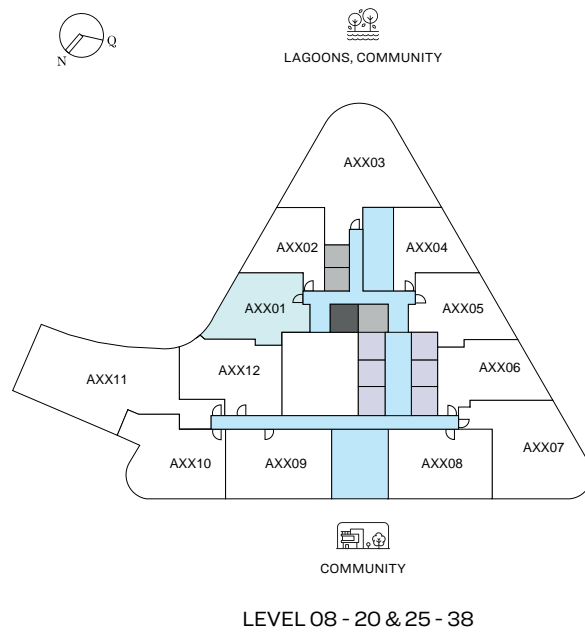 N
Q
LAGOONS, COMMUNITY
AXX03
AXX02
AXX04
AXX01
AXX05
AXX06
AXX12
AXX11
AXX07
AXX10
AXX09
AXX08
COMMUNITY
LEVEL 08 - 20 & 25 - 38